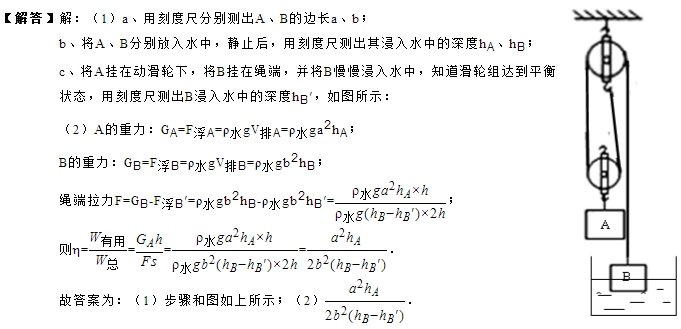 【解答】解：（1）a、用刻度尺分别测出A、B的边长a、b；
b、将A、B分别放入水中，静止后，用刻度尺测出其浸入水中的深度hA、hB；
c、将A挂在动滑轮下，将B挂在绳端，并将B慢慢浸入水中，知道滑轮组达到平衡
状态，用刻度尺测出B浸入水中的深度hB′，如图所示：
（2）A的重力：GA=F浮A=ρ水gV排A=ρ水ga²hA；
B的重力：GB=F浮B=ρ水gV排B=ρ水gb²hB；
绳端拉力F=GB-F浮B′=ρ水gb²hB-ρ水gb²hB′=ρ水ga²hA×h/ρ水g(hB−hB′)×2h；
则η=W有用/W总=GAh/Fs=ρ水ga²hA×h/ρ水gb²(hB−hB′)×2h=a²hA/2b²(hB−hB′)．
故答案为：（1）步骤和图如上所示；（2）a²hA/2b²(hB−hB′)．
A
B